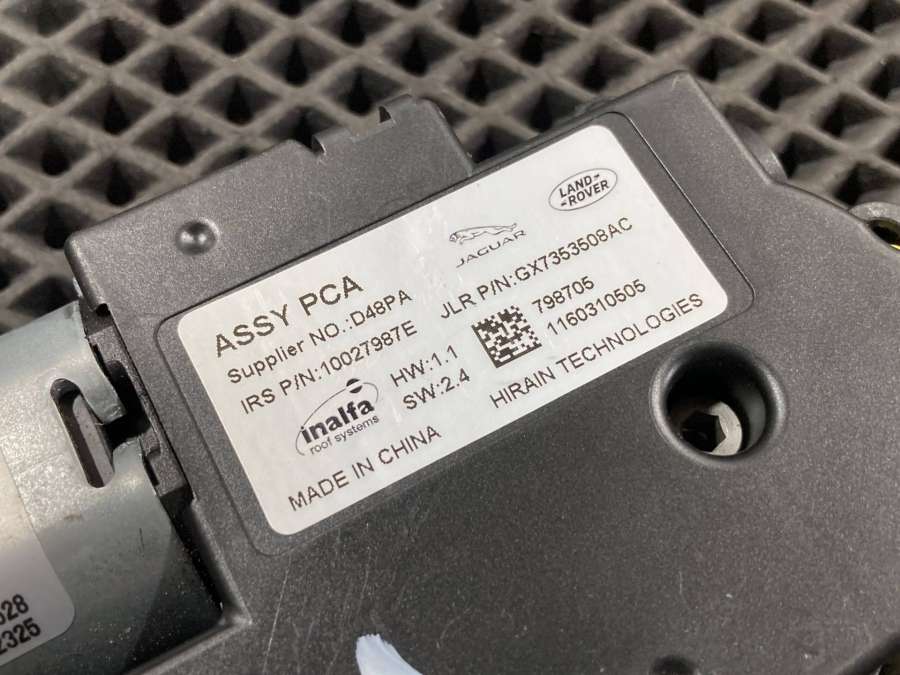 LAND-
-ROVER
JAGUAR
ASSY PCA
Supplier NO.:D48PA
JLR P/N:GX7353508AC
IRS P/N:10027987E
798705
1160310505
HW:1.1
SW:2.4
HIRAIN TECHNOLOGIES
inalfa
roof systems
MADE IN CHINA
2325